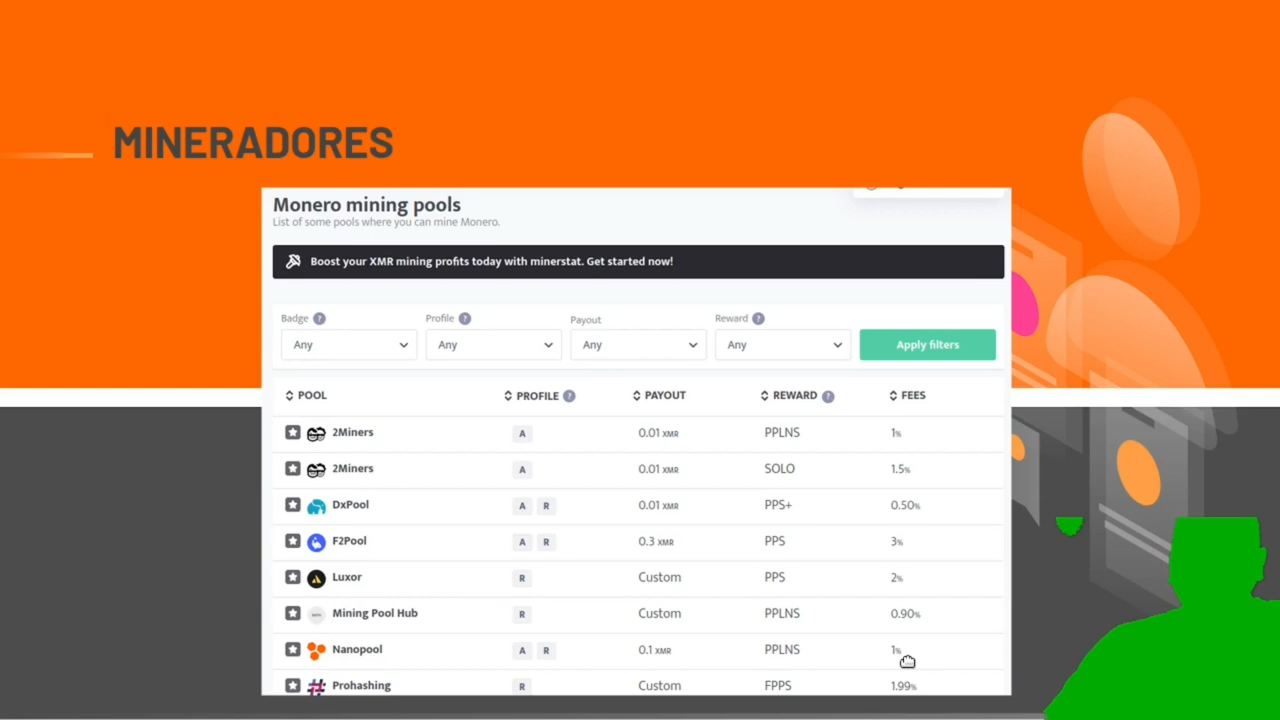 MINERADORES
Monero mining pools
List of some pools where you can mine Monero.
Boost your XMR mining profits today with minerstat. Get started now!
Badge ? Profile ? Payout Reward ?
Any Any Any Any Apply filters
POOL PROFILE ? PAYOUT REWARD ? FEES
2Miners A 0.01 XMR PPLNS 1%
2Miners A 0.01 XMR SOLO 1.5%
DxPool A R 0.01 XMR PPS+ 0.50%
F2Pool A R 0.3 XMR PPS 3%
Luxor R Custom PPS 2%
Mining Pool Hub R Custom PPLNS 0.90%
Nanopool A R 0.1 XMR PPLNS 1%
Prohashing R Custom FPPS 1.99%